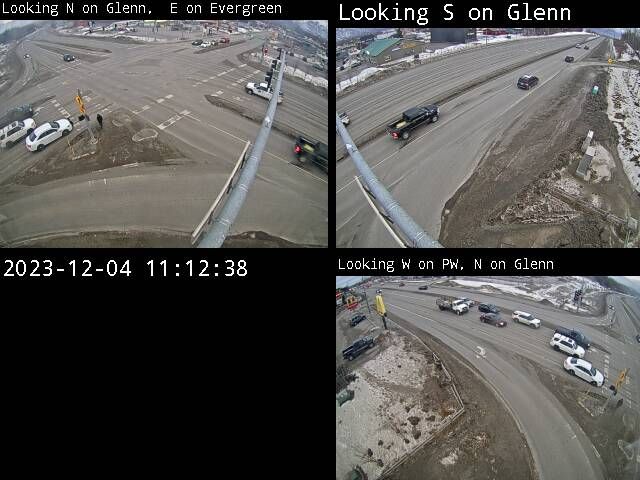 Looking N on Glenn,  E on Evergreen
Looking S on Glenn
2023-12-04 11:12:38
Looking W on PW, N on Glenn